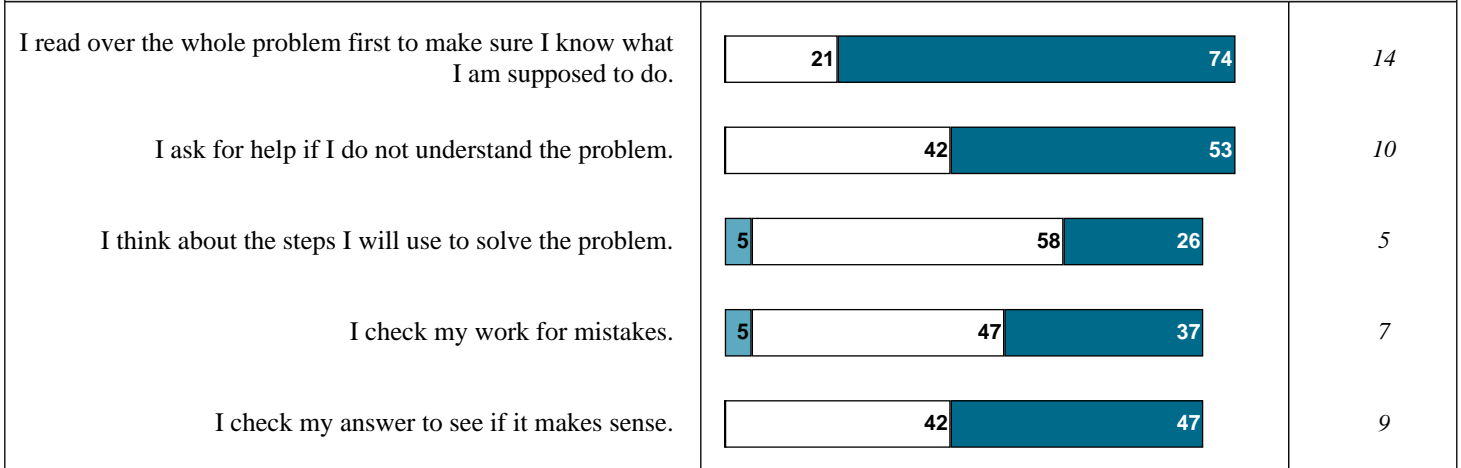 I read over the whole problem first to make sure I know what
I am supposed to do.
21 74 14
I ask for help if I do not understand the problem.
42 53 10
I think about the steps I will use to solve the problem.
5 58 26 5
I check my work for mistakes.
5 47 37 7
I check my answer to see if it makes sense.
42 47 9